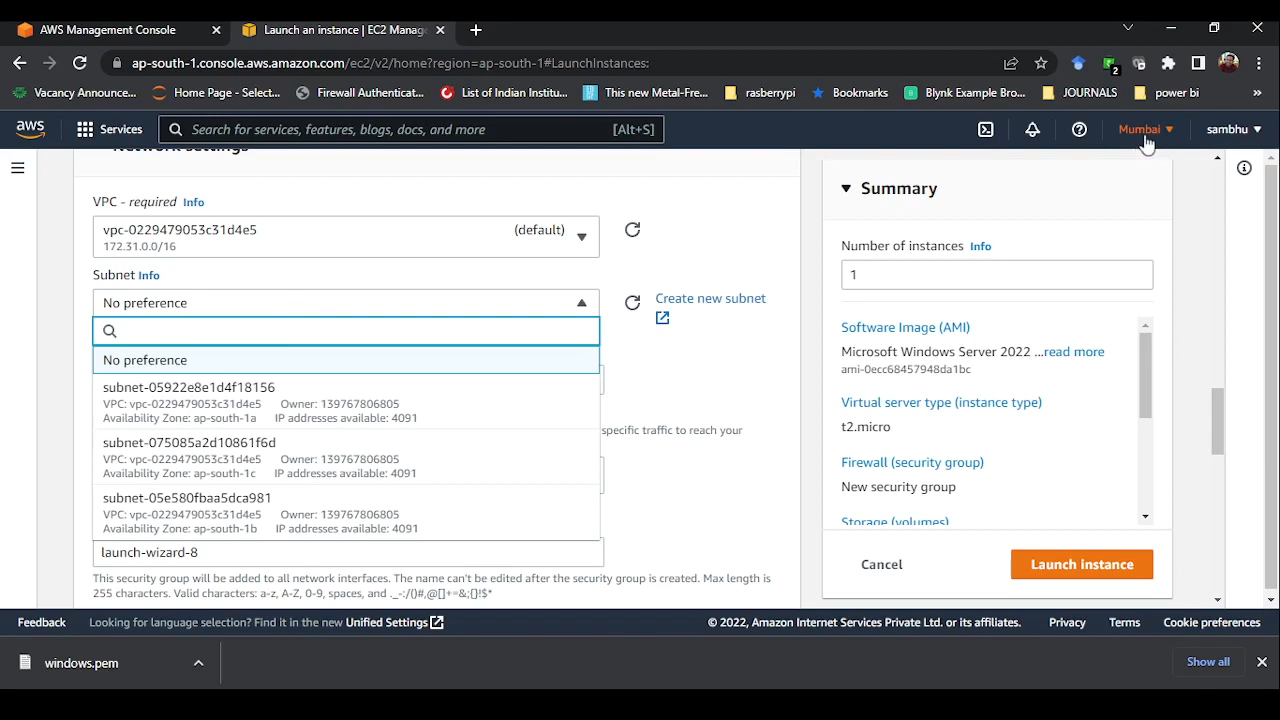 AWS Management Console
Launch an instance | EC2 Manag
ap-south-1.console.aws.amazon.com/ec2/v2/home?region=ap-south-1#LaunchInstances:
2
Vacancy Announce...
Home Page - Select...
Firewall Authenticat...
List of Indian Institu...
This new Metal-Fre...
rasberrypi
Bookmarks
Blynk Example Bro...
JOURNALS
power bi
»
aws
Services
Search for services, features, blogs, docs, and more [Alt+S]
Mumbai
sambhu
Network settings
VPC - required Info
vpc-0229479053c31d4e5 (default)
172.31.0.0/16
Subnet Info
No preference
Create new subnet
No preference
subnet-05922e8e1d4f18156
VPC: vpc-0229479053c31d4e5 Owner: 139767806805
Availability Zone: ap-south-1a IP addresses available: 4091
subnet-075085a2d10861f6d
VPC: vpc-0229479053c31d4e5 Owner: 139767806805
Availability Zone: ap-south-1c IP addresses available: 4091
subnet-05e580fbaa5dca981
VPC: vpc-0229479053c31d4e5 Owner: 139767806805
Availability Zone: ap-south-1b IP addresses available: 4091
specific traffic to reach your
launch-wizard-8
This security group will be added to all network interfaces. The name can't be edited after the security group is created. Max length is
255 characters. Valid characters: a-z, A-Z, 0-9, spaces, and ._-:/()#,@[]+=&;{}!$*
Summary
Number of instances Info
1
Software Image (AMI)
Microsoft Windows Server 2022 ...read more
ami-0ecc68457948da1bc
Virtual server type (instance type)
t2.micro
Firewall (security group)
New security group
Storage (volumes)
Cancel
Launch instance
Feedback
Looking for language selection? Find it in the new Unified Settings
© 2022, Amazon Internet Services Private Ltd. or its affiliates.
Privacy
Terms
Cookie preferences
windows.pem
Show all